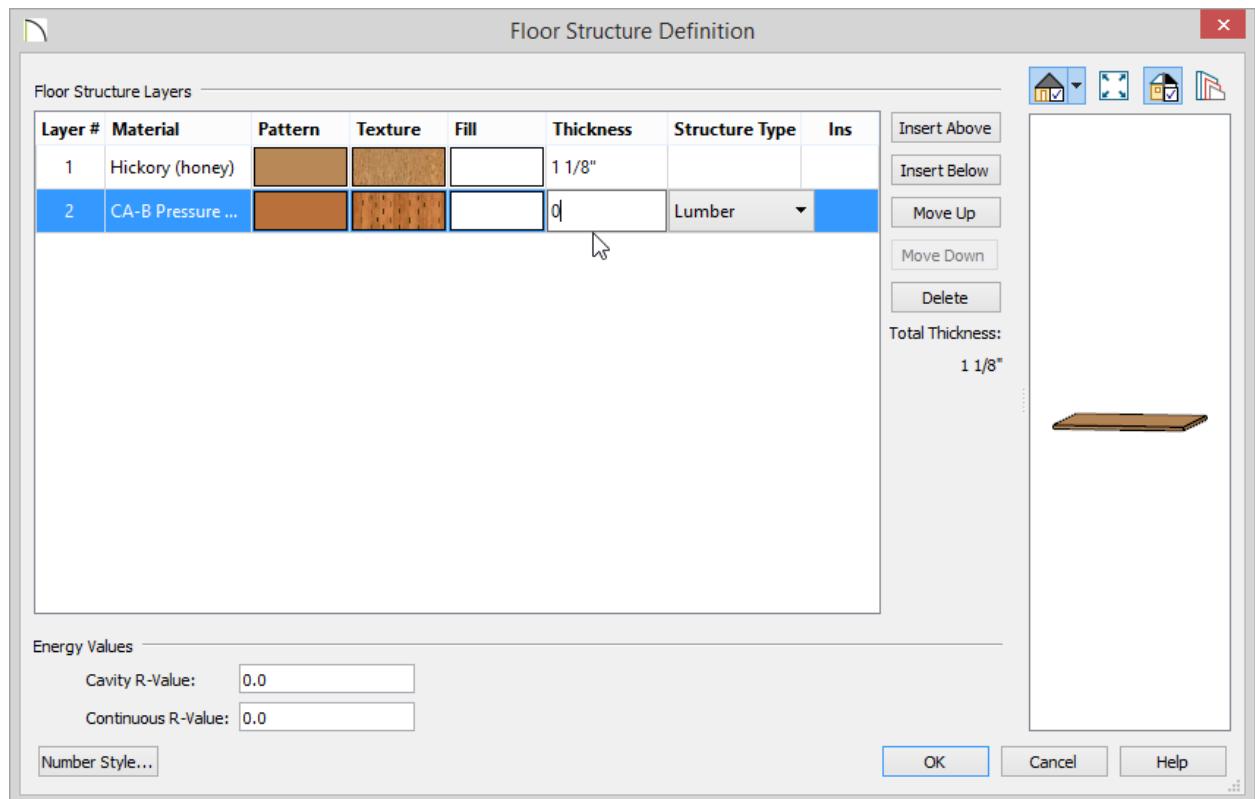 Floor Structure Definition
Floor Structure Layers
Layer # Material Pattern Texture Fill Thickness Structure Type Ins
1 Hickory (honey) 1 1/8"
2 CA-B Pressure ... 0 Lumber
Insert Above
Insert Below
Move Up
Move Down
Delete
Total Thickness:
1 1/8"
Energy Values
Cavity R-Value: 0.0
Continuous R-Value: 0.0
Number Style... OK Cancel Help